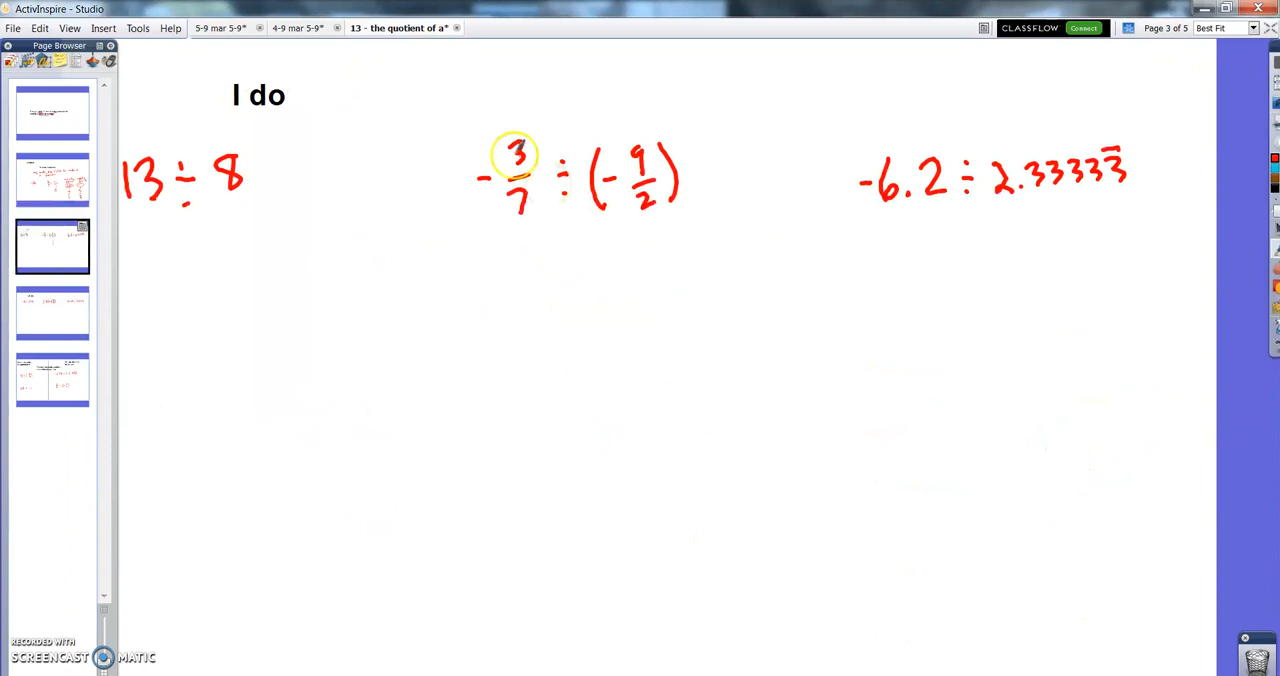 ActivInspire - Studio
File Edit View Insert Tools Help 5-9 mar 5-9* 4-9 mar 5-9* 13 - the quotient of a* CLASSFLOW Connect Page 3 of 5 Best Fit
Page Browser
I do
13 ÷ 8 - 3/7 ÷ (- 9/2) -6.2 ÷ 2.33333̅
RECORDED WITH
SCREENCAST MATIC